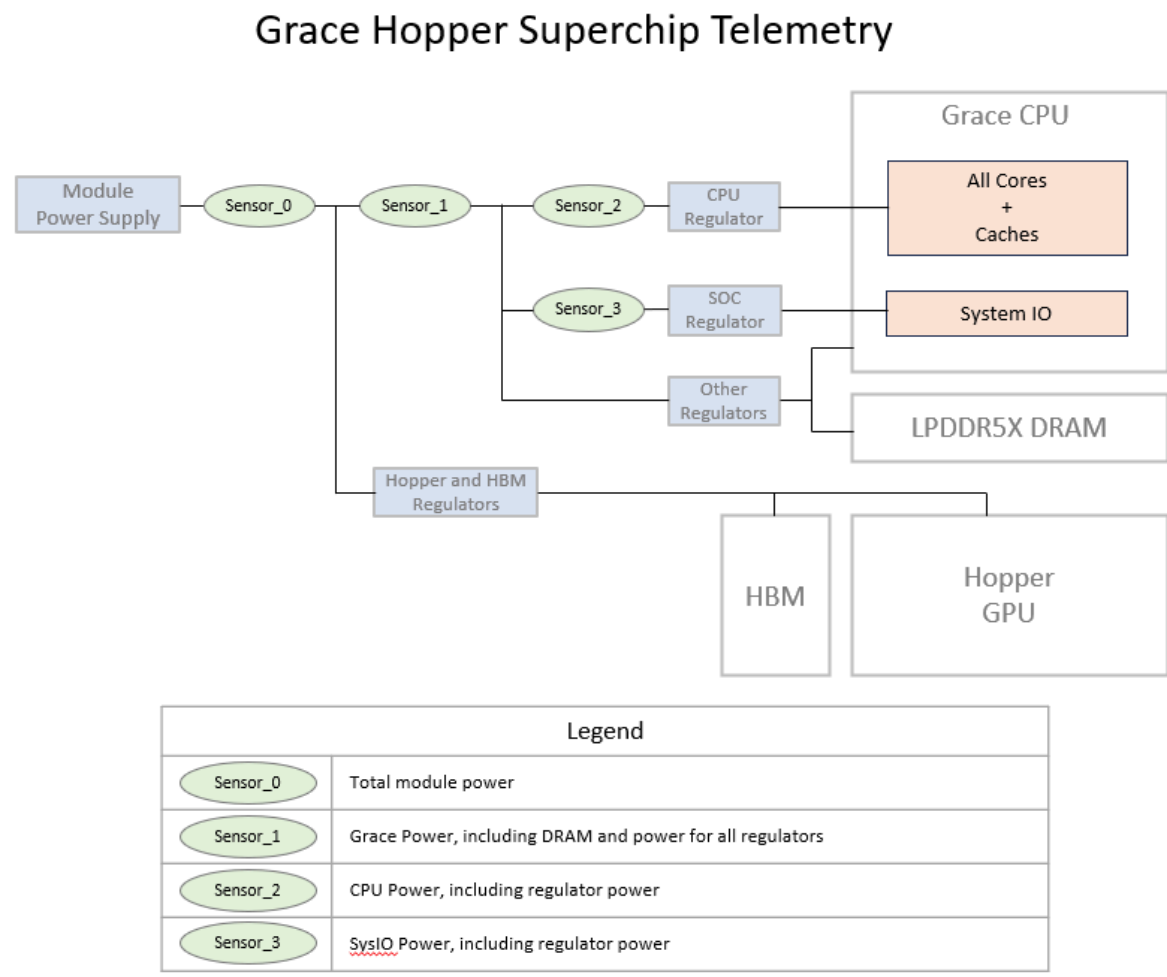 Grace Hopper Superchip Telemetry
Grace CPU
Module
Power Supply
Sensor_0
Sensor_1
Sensor_2
CPU
Regulator
All Cores
+
Caches
Sensor_3
SOC
Regulator
System IO
Other
Regulators
LPDDR5X DRAM
Hopper and HBM
Regulators
HBM
Hopper
GPU
Legend
Sensor_0 Total module power
Sensor_1 Grace Power, including DRAM and power for all regulators
Sensor_2 CPU Power, including regulator power
Sensor_3 SysIO Power, including regulator power